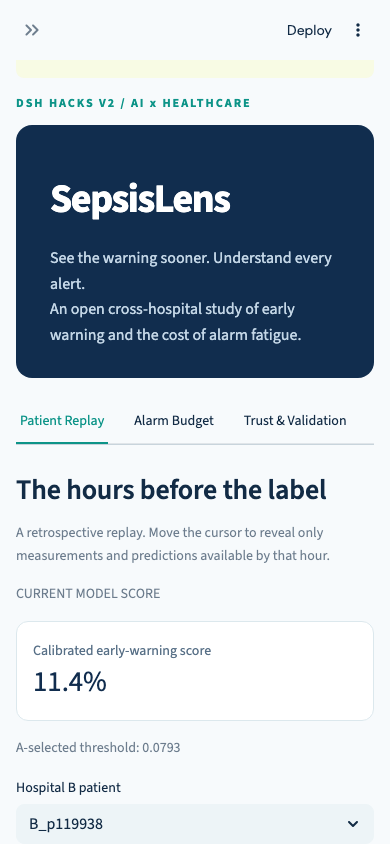 Deploy
DSH HACKS V2 / AI x HEALTHCARE
SepsisLens
See the warning sooner. Understand every
alert.
An open cross-hospital study of early
warning and the cost of alarm fatigue.
Patient Replay Alarm Budget Trust & Validation
The hours before the label
A retrospective replay. Move the cursor to reveal only
measurements and predictions available by that hour.
CURRENT MODEL SCORE
Calibrated early-warning score
11.4%
A-selected threshold: 0.0793
Hospital B patient
B_p119938